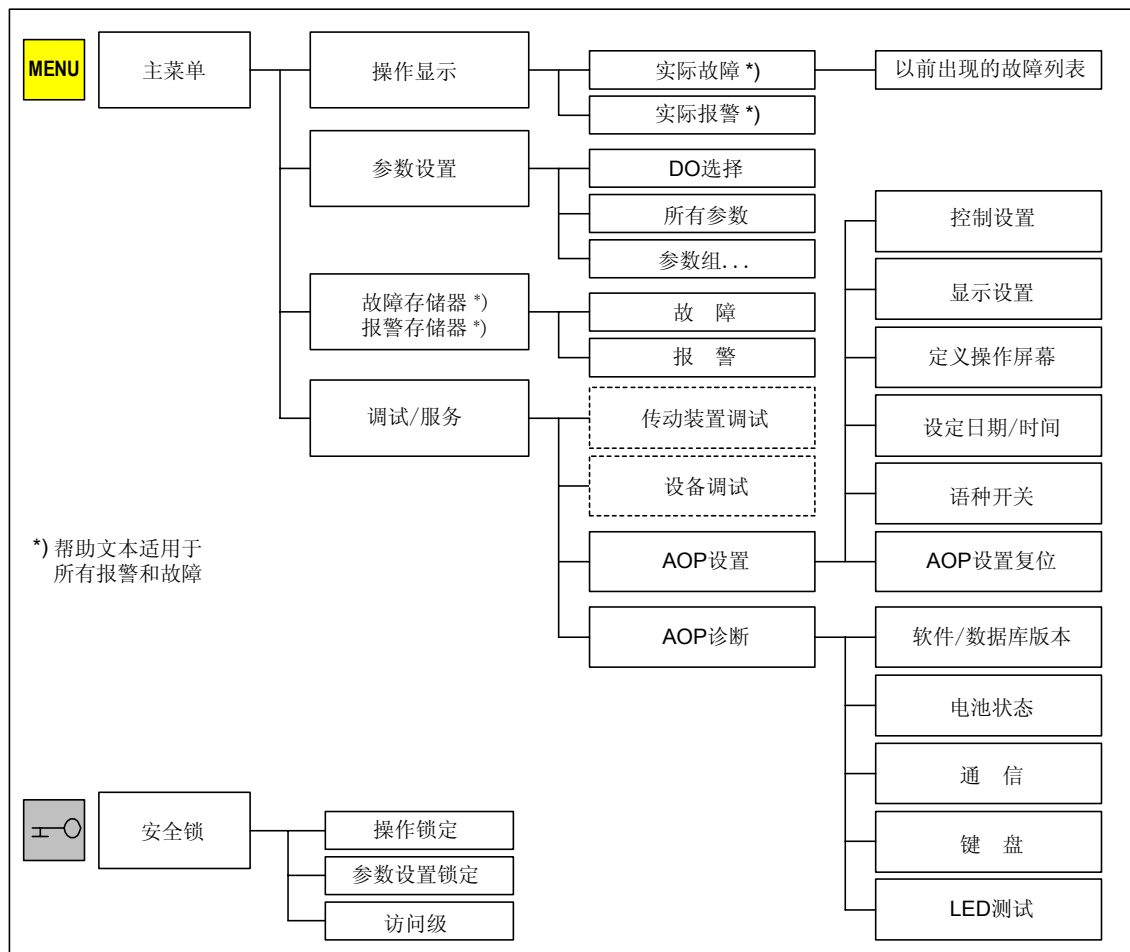 MENU
主菜单
操作显示
实际故障 *)
以前出现的故障列表
实际报警 *)
参数设置
DO选择
所有参数
参数组...
故障存储器 *)
报警存储器 *)
故 障
报 警
调试/服务
传动装置调试
设备调试
AOP设置
控制设置
显示设置
定义操作屏幕
设定日期/时间
语种开关
AOP设置复位
AOP诊断
软件/数据库版本
电池状态
通 信
键 盘
LED测试
*) 帮助文本适用于
所有报警和故障
安全锁
操作锁定
参数设置锁定
访问级